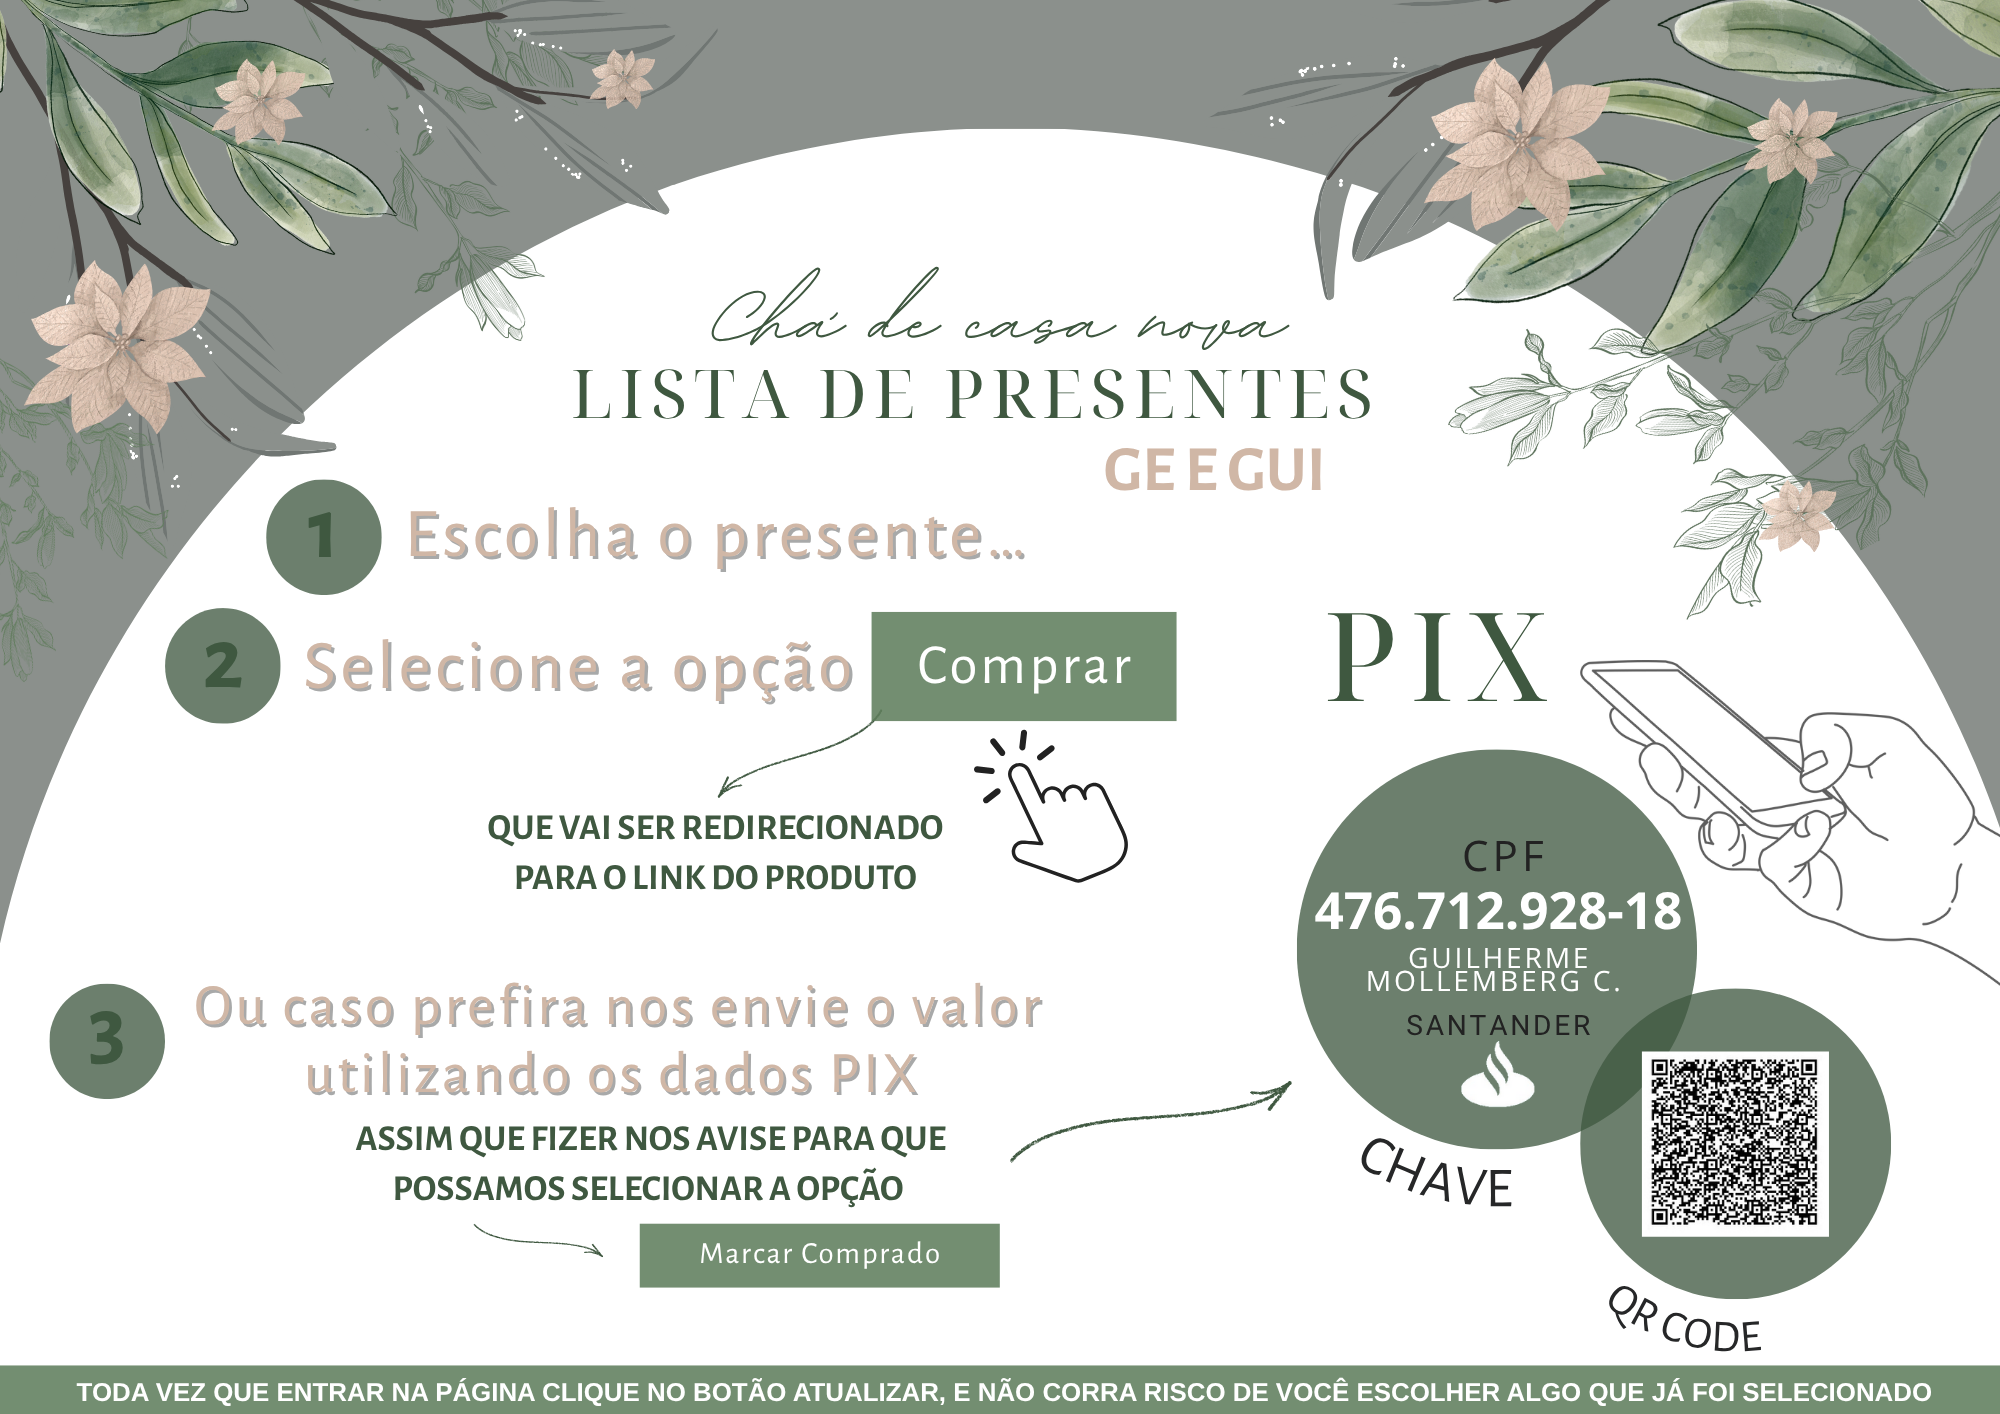 Chá de casa nova
LISTA DE PRESENTES
GE E GUI
1 Escolha o presente...
2 Selecione a opção Comprar
QUE VAI SER REDIRECIONADO
PARA O LINK DO PRODUTO
3 Ou caso prefira nos envie o valor
utilizando os dados PIX
ASSIM QUE FIZER NOS AVISE PARA QUE
POSSAMOS SELECIONAR A OPÇÃO
Marcar Comprado
PIX
CPF
476.712.928-18
GUILHERME
MOLLEMBERG C.
SANTANDER
CHAVE
QR CODE
TODA VEZ QUE ENTRAR NA PÁGINA CLIQUE NO BOTÃO ATUALIZAR, E NÃO CORRA RISCO DE VOCÊ ESCOLHER ALGO QUE JÁ FOI SELECIONADO